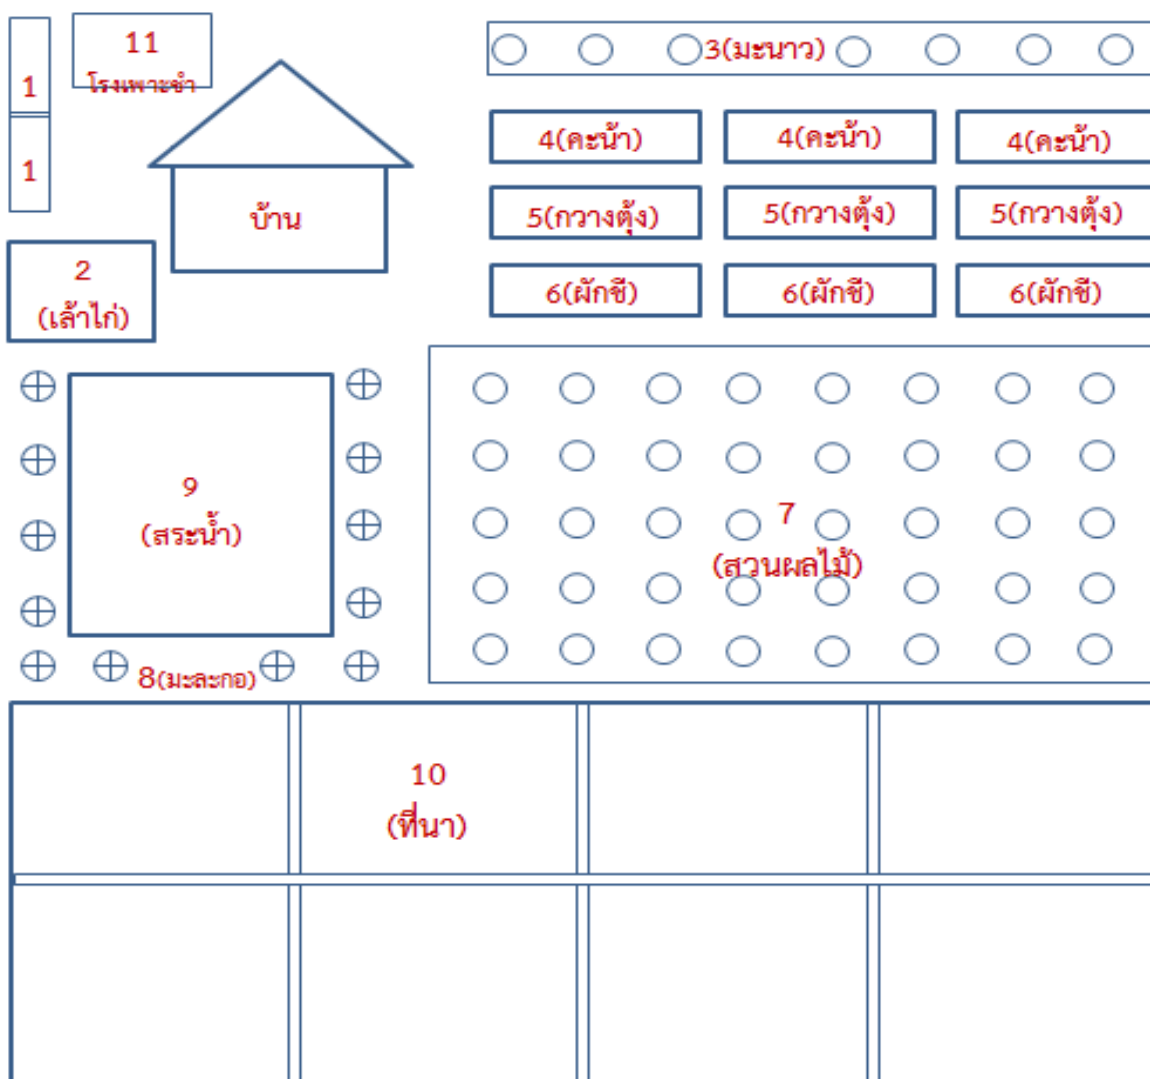 11
โรงเพาะชำ
1
1
บ้าน
2
(เล้าไก่)
3(มะนาว)
4(คะน้า) 4(คะน้า) 4(คะน้า)
5(กวางตุ้ง) 5(กวางตุ้ง) 5(กวางตุ้ง)
6(ผักชี) 6(ผักชี) 6(ผักชี)
9
(สระน้ำ)
7
(สวนผลไม้)
8(มะละกอ)
10
(ที่นา)